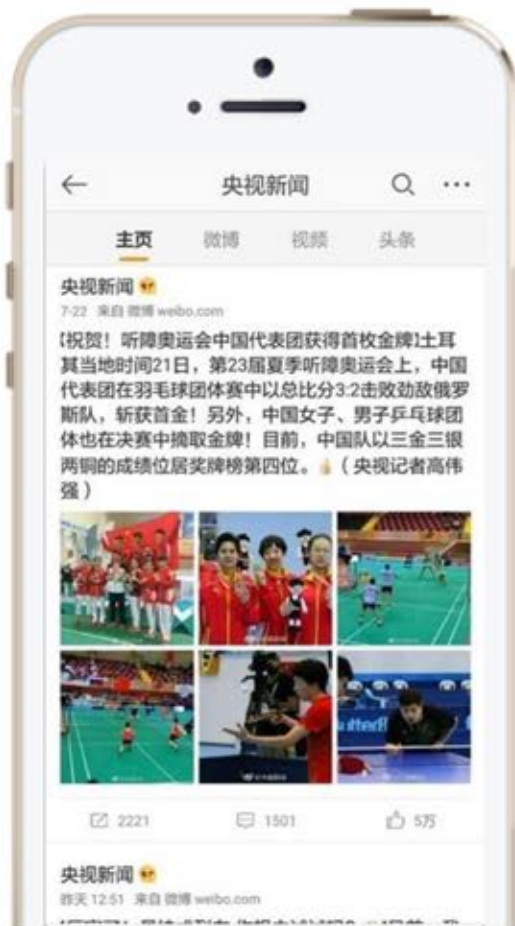 央视新闻
主页 微博 视频 头条
央视新闻
7-22 来自 微博 weibo.com
【祝贺！听障奥运会中国代表团获得首枚金牌】土耳
其当地时间21日，第23届夏季听障奥运会上，中国
代表团在羽毛球团体赛中以总比分3:2击败劲敌俄罗
斯队，斩获首金！另外，中国女子、男子乒乓球团
体也在决赛中摘取金牌！目前，中国队以三金三银
两铜的成绩位居奖牌榜第四位。（央视记者高伟
强）
2221 1501 5万
央视新闻
昨天 12:51 来自 微博 weibo.com